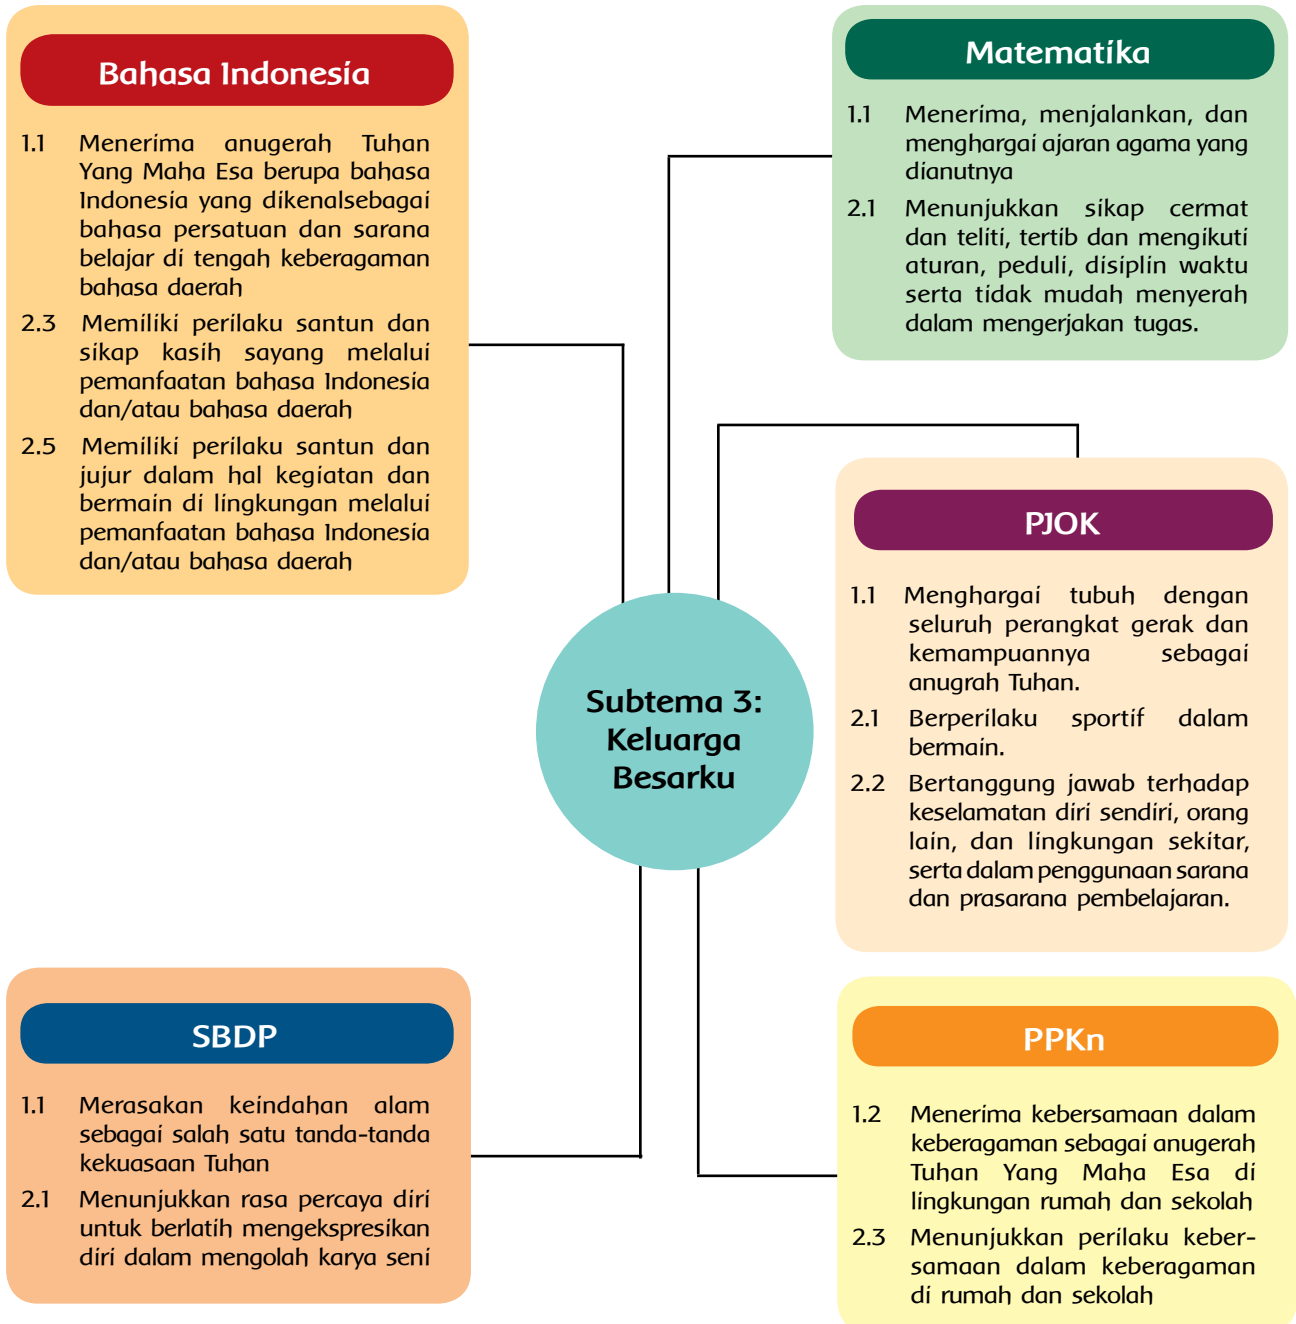 Bahasa Indonesia
1.1 Menerima anugerah Tuhan
Yang Maha Esa berupa bahasa
Indonesia yang dikenalsebagai
bahasa persatuan dan sarana
belajar di tengah keberagaman
bahasa daerah
2.3 Memiliki perilaku santun dan
sikap kasih sayang melalui
pemanfaatan bahasa Indonesia
dan/atau bahasa daerah
2.5 Memiliki perilaku santun dan
jujur dalam hal kegiatan dan
bermain di lingkungan melalui
pemanfaatan bahasa Indonesia
dan/atau bahasa daerah
Matematika
1.1 Menerima, menjalankan, dan
menghargai ajaran agama yang
dianutnya
2.1 Menunjukkan sikap cermat
dan teliti, tertib dan mengikuti
aturan, peduli, disiplin waktu
serta tidak mudah menyerah
dalam mengerjakan tugas.
PJOK
1.1 Menghargai tubuh dengan
seluruh perangkat gerak dan
kemampuannya sebagai
anugrah Tuhan.
2.1 Berperilaku sportif dalam
bermain.
2.2 Bertanggung jawab terhadap
keselamatan diri sendiri, orang
lain, dan lingkungan sekitar,
serta dalam penggunaan sarana
dan prasarana pembelajaran.
Subtema 3:
Keluarga
Besarku
SBDP
1.1 Merasakan keindahan alam
sebagai salah satu tanda-tanda
kekuasaan Tuhan
2.1 Menunjukkan rasa percaya diri
untuk berlatih mengekspresikan
diri dalam mengolah karya seni
PPKn
1.2 Menerima kebersamaan dalam
keberagaman sebagai anugerah
Tuhan Yang Maha Esa di
lingkungan rumah dan sekolah
2.3 Menunjukkan perilaku keber-
samaan dalam keberagaman
di rumah dan sekolah